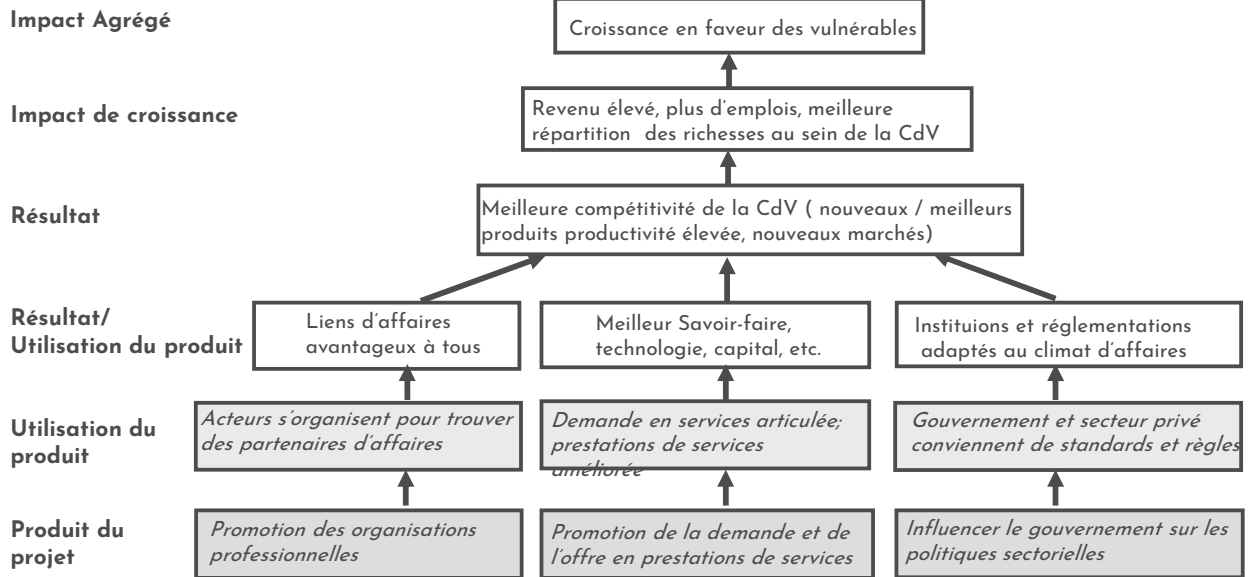 Impact Agrégé
Croissance en faveur des vulnérables
Impact de croissance
Revenu élevé, plus d'emplois, meilleure
répartition des richesses au sein de la CdV
Résultat
Meilleure compétitivité de la CdV ( nouveaux / meilleurs
produits productivité élevée, nouveaux marchés)
Résultat/
Utilisation du produit
Liens d'affaires
avantageux à tous
Meilleur Savoir-faire,
technologie, capital, etc.
Instituions et réglementations
adaptés au climat d'affaires
Utilisation du
produit
Acteurs s'organisent pour trouver
des partenaires d'affaires
Demande en services articulée;
prestations de services
améliorée
Gouvernement et secteur privé
conviennent de standards et règles
Produit du
projet
Promotion des organisations
professionnelles
Promotion de la demande et de
l'offre en prestations de services
Influencer le gouvernement sur les
politiques sectorielles